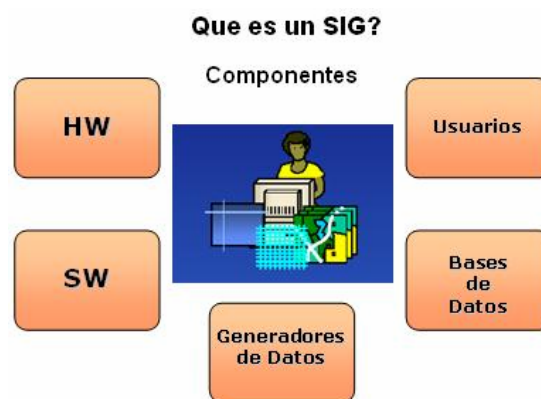 Que es un SIG?
Componentes
HW
Usuarios
SW
Bases
de
Datos
Generadores
de Datos